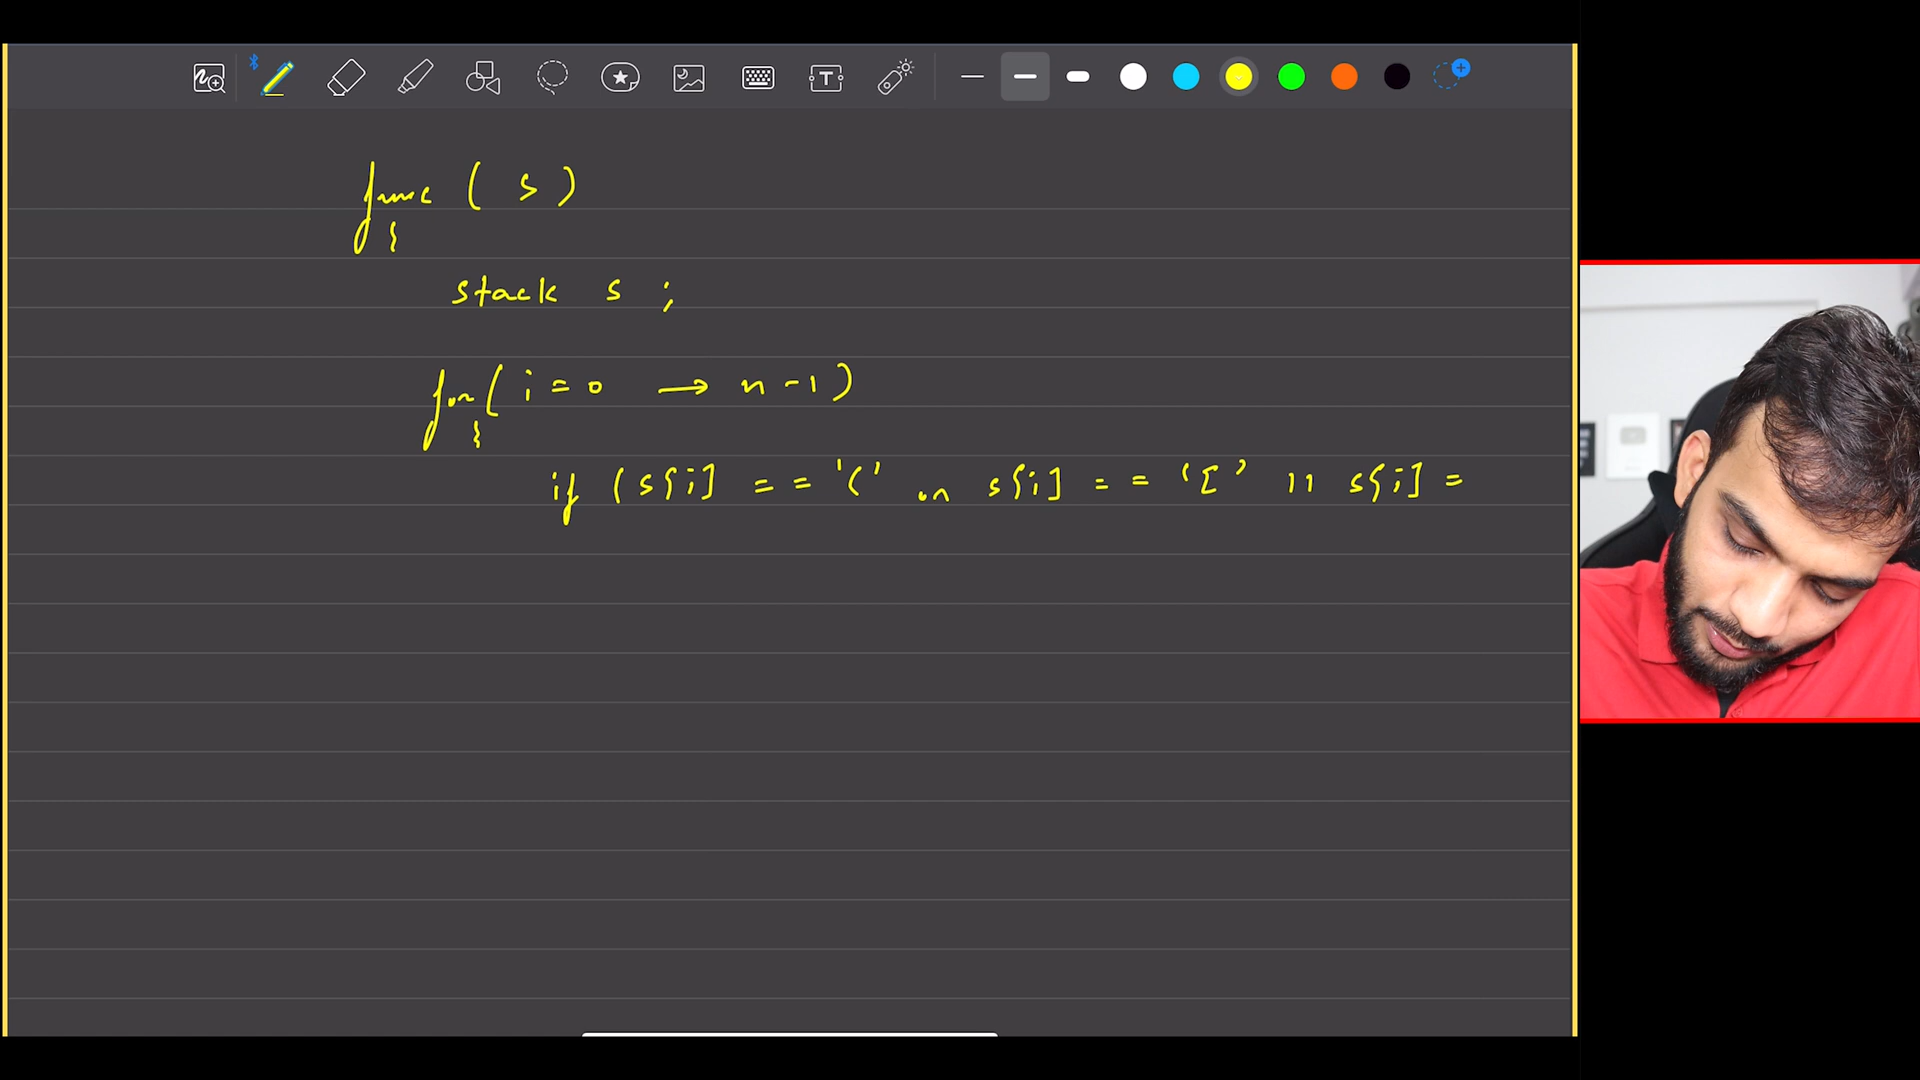 func ( s )
{
stack s ;
for( i = 0 → n - 1 )
{
if ( s[i] == '(' or s[i] == '[' || s[i] =